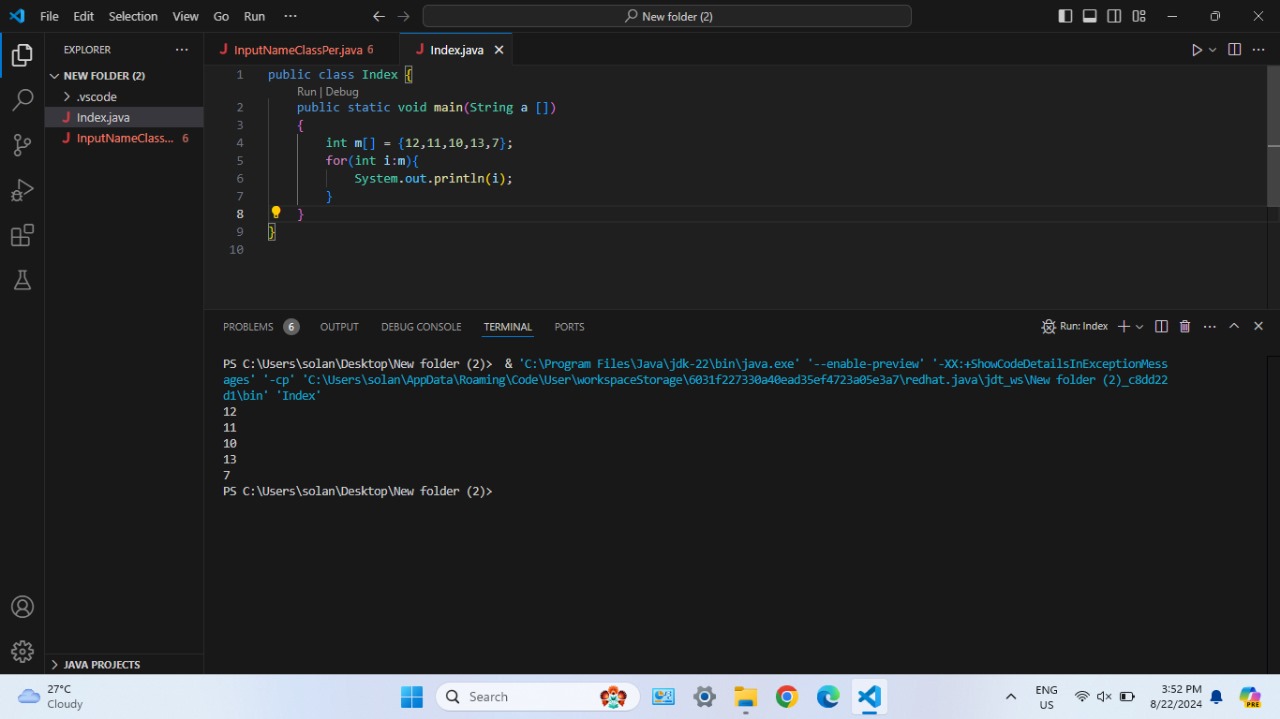 File Edit Selection View Go Run ···
New folder (2)
EXPLORER
NEW FOLDER (2)
.vscode
Index.java
InputNameClass... 6
JAVA PROJECTS
InputNameClassPer.java 6
Index.java
1 public class Index {
Run | Debug
2 public static void main(String a [])
3 {
4 int m[] = {12,11,10,13,7};
5 for(int i:m){
6 System.out.println(i);
7 }
8 }
9 }
10
PROBLEMS 6 OUTPUT DEBUG CONSOLE TERMINAL PORTS
Run: Index
PS C:\Users\solan\Desktop\New folder (2)> & 'C:\Program Files\Java\jdk-22\bin\java.exe' '--enable-preview' '-XX:+ShowCodeDetailsInExceptionMess
ages' '-cp' 'C:\Users\solan\AppData\Roaming\Code\User\workspaceStorage\6031f227330a40ead35ef4723a05e3a7\redhat.java\jdt_ws\New folder (2)_c8dd22
d1\bin' 'Index'
12
11
10
13
7
PS C:\Users\solan\Desktop\New folder (2)>
27°C
Cloudy
Search
ENG
US
3:52 PM
8/22/2024
PRE